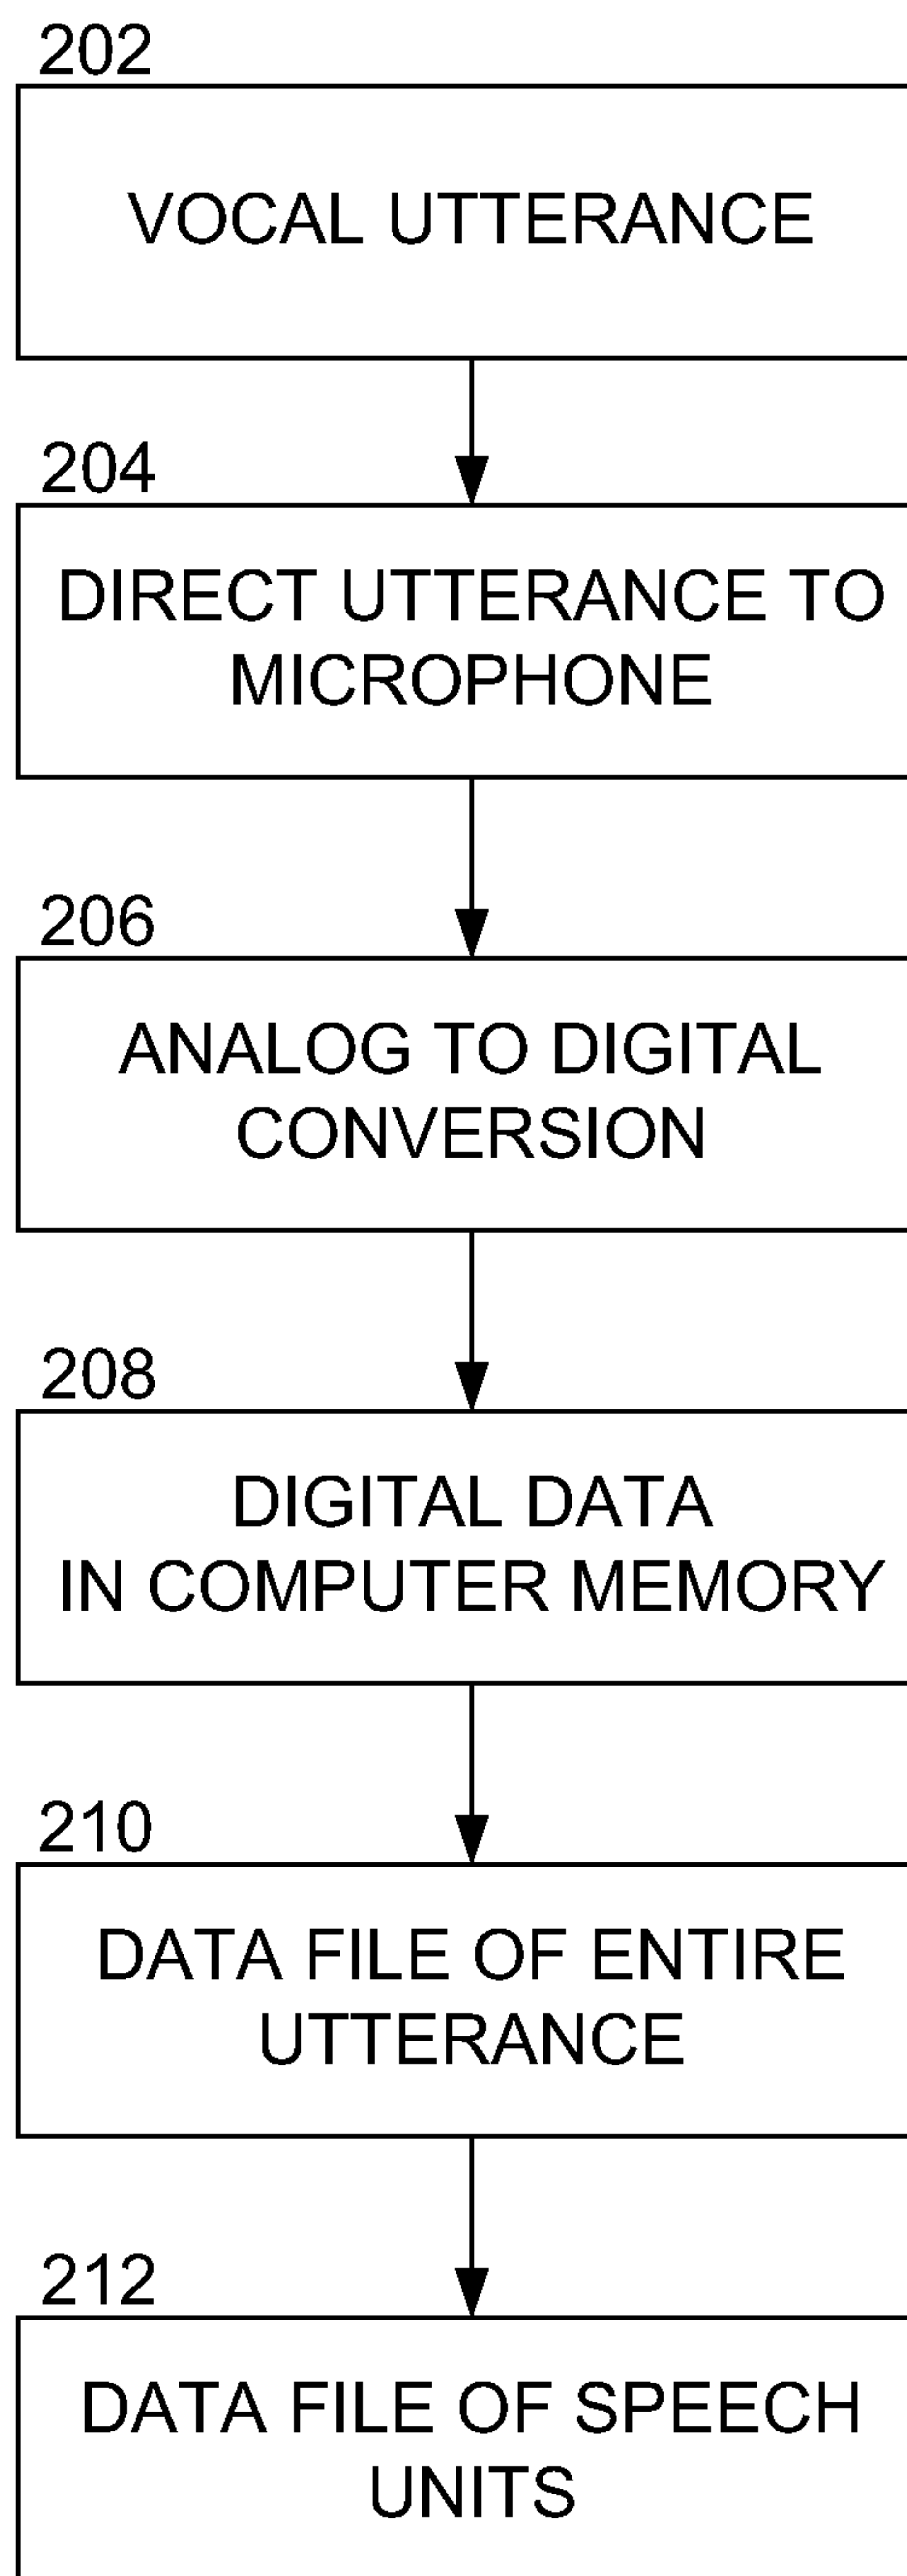 202
VOCAL UTTERANCE
204
DIRECT UTTERANCE TO
MICROPHONE
206
ANALOG TO DIGITAL
CONVERSION
208
DIGITAL DATA
IN COMPUTER MEMORY
210
DATA FILE OF ENTIRE
UTTERANCE
212
DATA FILE OF SPEECH
UNITS